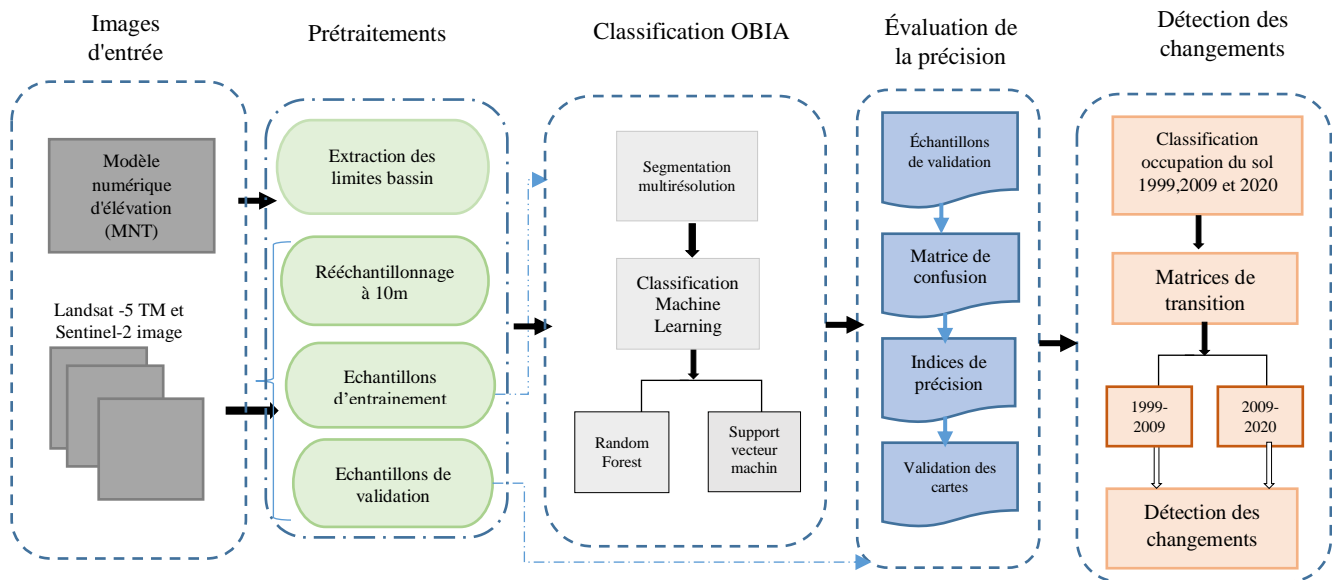 Images
d'entrée
Prétraitements
Classification OBIA
Évaluation de
la précision
Détection des
changements
Modèle
numérique
d'élévation
(MNT)
Landsat -5 TM et
Sentinel-2 image
Extraction des
limites bassin
Rééchantillonnage
à 10m
Echantillons
d’entrainement
Echantillons de
validation
Segmentation
multirésolution
Classification
Machine
Learning
Random
Forest
Support
vecteur
machin
Échantillons
de validation
Matrice de
confusion
Indices de
précision
Validation des
cartes
Classification
occupation du sol
1999,2009 et 2020
Matrices de
transition
1999-
2009
2009-
2020
Détection des
changements